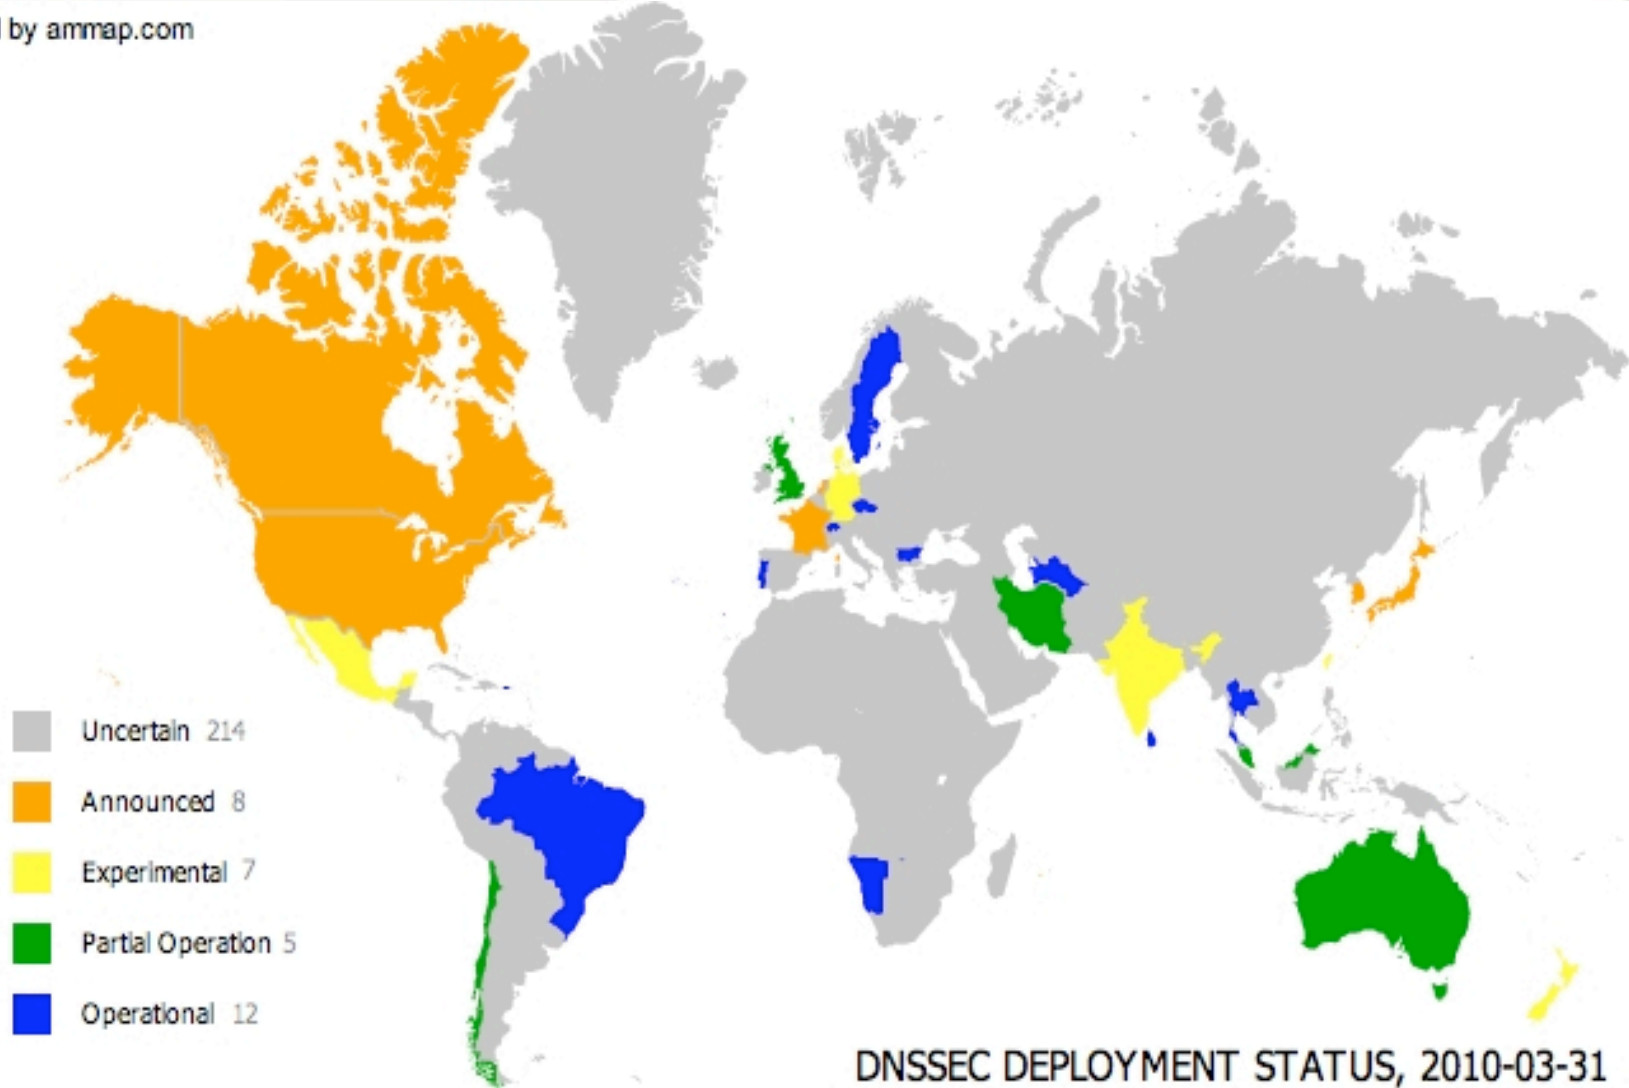 by ammap.com
Uncertain 214
Announced 8
Experimental 7
Partial Operation 5
Operational 12
DNSSEC DEPLOYMENT STATUS, 2010-03-31